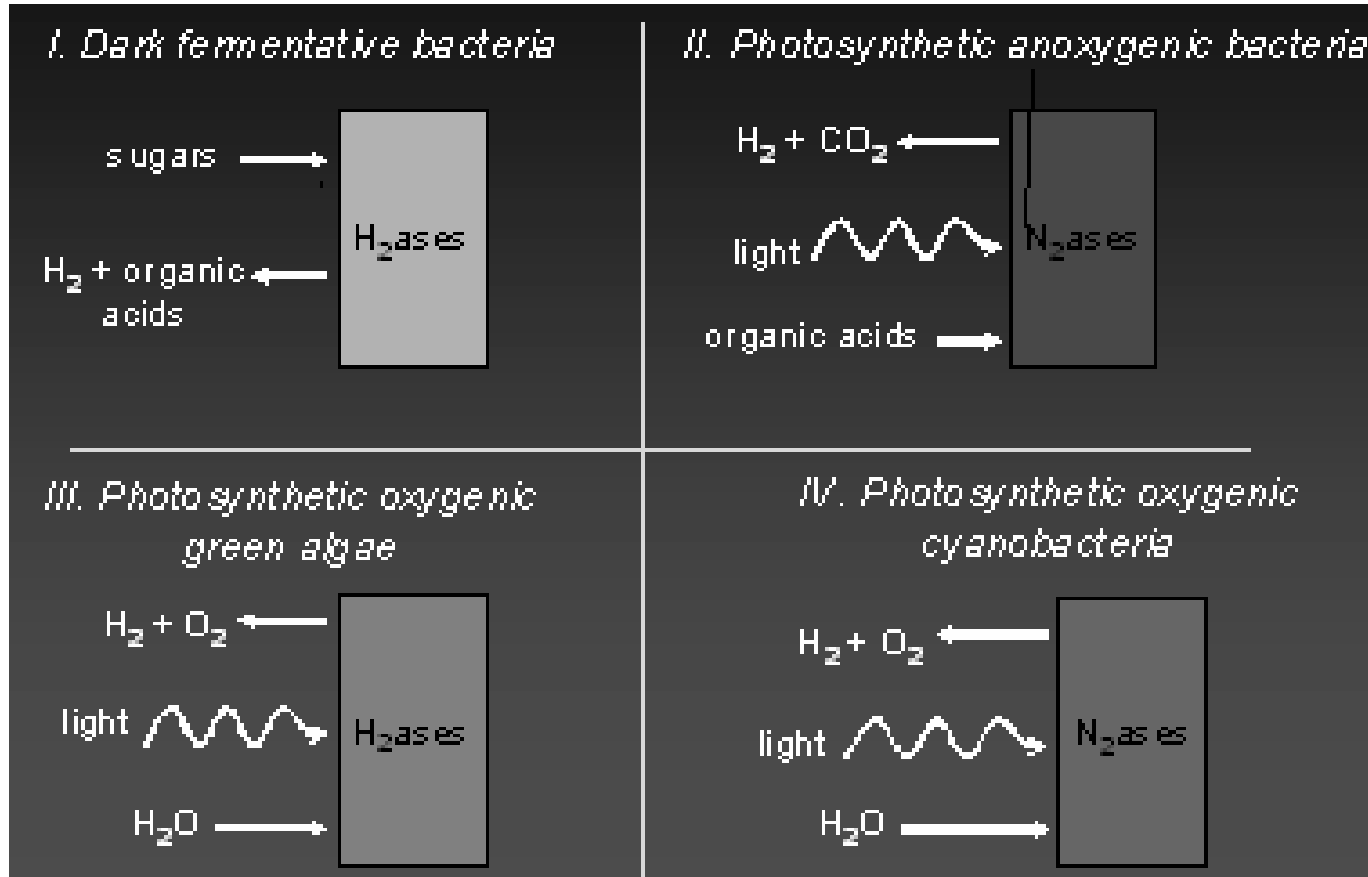 I. Dark fermentative bacteria
sugars
H₂ases
H₂ + organic
acids
II. Photosynthetic anoxygenic bacteria
H₂ + CO₂
light
N₂ases
organic acids
III. Photosynthetic oxygenic
green algae
H₂ + O₂
light
H₂ases
H₂O
IV. Photosynthetic oxygenic
cyanobacteria
H₂ + O₂
light
N₂ases
H₂O